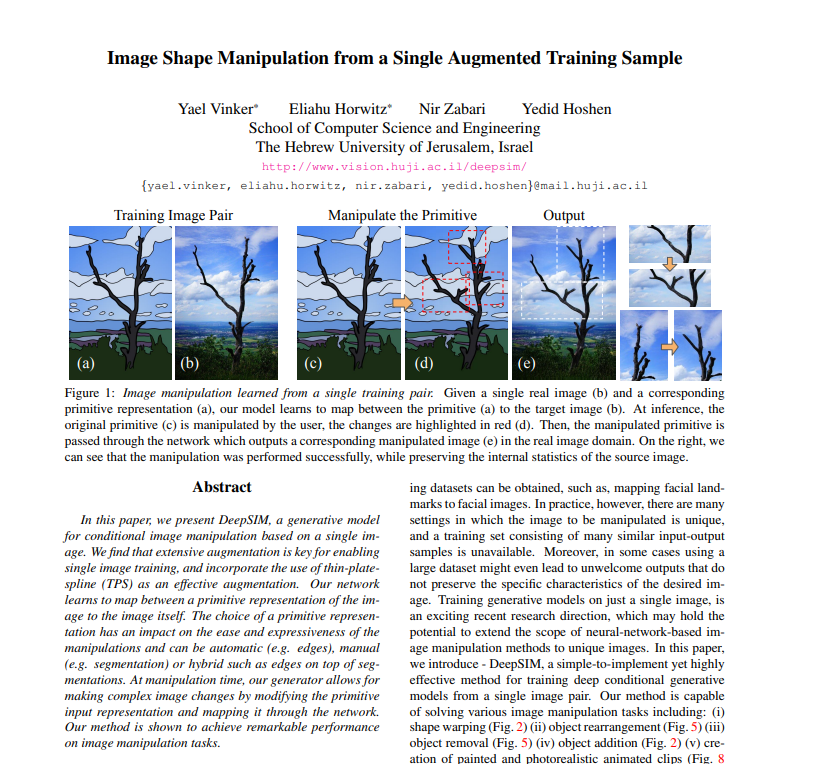 Image Shape Manipulation from a Single Augmented Training Sample
Yael Vinker* Eliahu Horwitz* Nir Zabari Yedid Hoshen
School of Computer Science and Engineering
The Hebrew University of Jerusalem, Israel
http://www.vision.huji.ac.il/deepsim/
{yael.vinker, eliahu.horwitz, nir.zabari, yedid.hoshen}@mail.huji.ac.il
Training Image Pair Manipulate the Primitive Output
(a) (b) (c) (d) (e)
Figure 1: Image manipulation learned from a single training pair. Given a single real image (b) and a corresponding
primitive representation (a), our model learns to map between the primitive (a) to the target image (b). At inference, the
original primitive (c) is manipulated by the user, the changes are highlighted in red (d). Then, the manipulated primitive is
passed through the network which outputs a corresponding manipulated image (e) in the real image domain. On the right, we
can see that the manipulation was performed successfully, while preserving the internal statistics of the source image.
Abstract
In this paper, we present DeepSIM, a generative model
for conditional image manipulation based on a single im-
age. We find that extensive augmentation is key for enabling
single image training, and incorporate the use of thin-plate-
spline (TPS) as an effective augmentation. Our network
learns to map between a primitive representation of the im-
age to the image itself. The choice of a primitive represen-
tation has an impact on the ease and expressiveness of the
manipulations and can be automatic (e.g. edges), manual
(e.g. segmentation) or hybrid such as edges on top of seg-
mentations. At manipulation time, our generator allows for
making complex image changes by modifying the primitive
input representation and mapping it through the network.
Our method is shown to achieve remarkable performance
on image manipulation tasks.
ing datasets can be obtained, such as, mapping facial land-
marks to facial images. In practice, however, there are many
settings in which the image to be manipulated is unique,
and a training set consisting of many similar input-output
samples is unavailable. Moreover, in some cases using a
large dataset might even lead to unwelcome outputs that do
not preserve the specific characteristics of the desired im-
age. Training generative models on just a single image, is
an exciting recent research direction, which may hold the
potential to extend the scope of neural-network-based im-
age manipulation methods to unique images. In this paper,
we introduce - DeepSIM, a simple-to-implement yet highly
effective method for training deep conditional generative
models from a single image pair. Our method is capable
of solving various image manipulation tasks including: (i)
shape warping (Fig. 2) (ii) object rearrangement (Fig. 5) (iii)
object removal (Fig. 5) (iv) object addition (Fig. 2) (v) cre-
ation of painted and photorealistic animated clips (Fig. 8